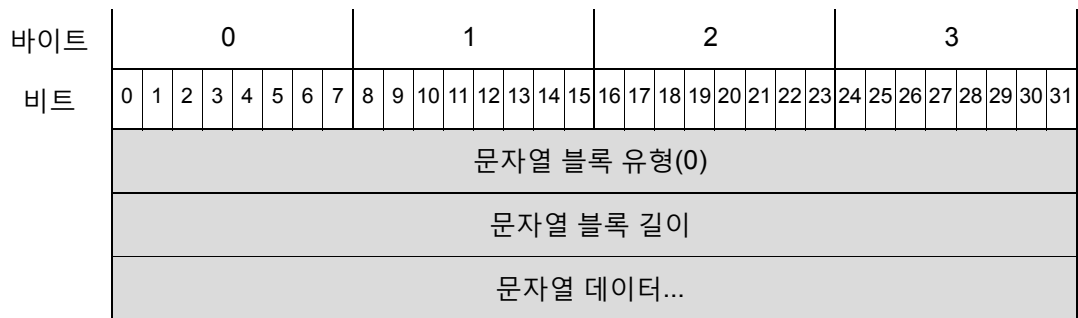 바이트 0 1 2 3
비트 0 1 2 3 4 5 6 7 8 9 10 11 12 13 14 15 16 17 18 19 20 21 22 23 24 25 26 27 28 29 30 31
문자열 블록 유형(0)
문자열 블록 길이
문자열 데이터...